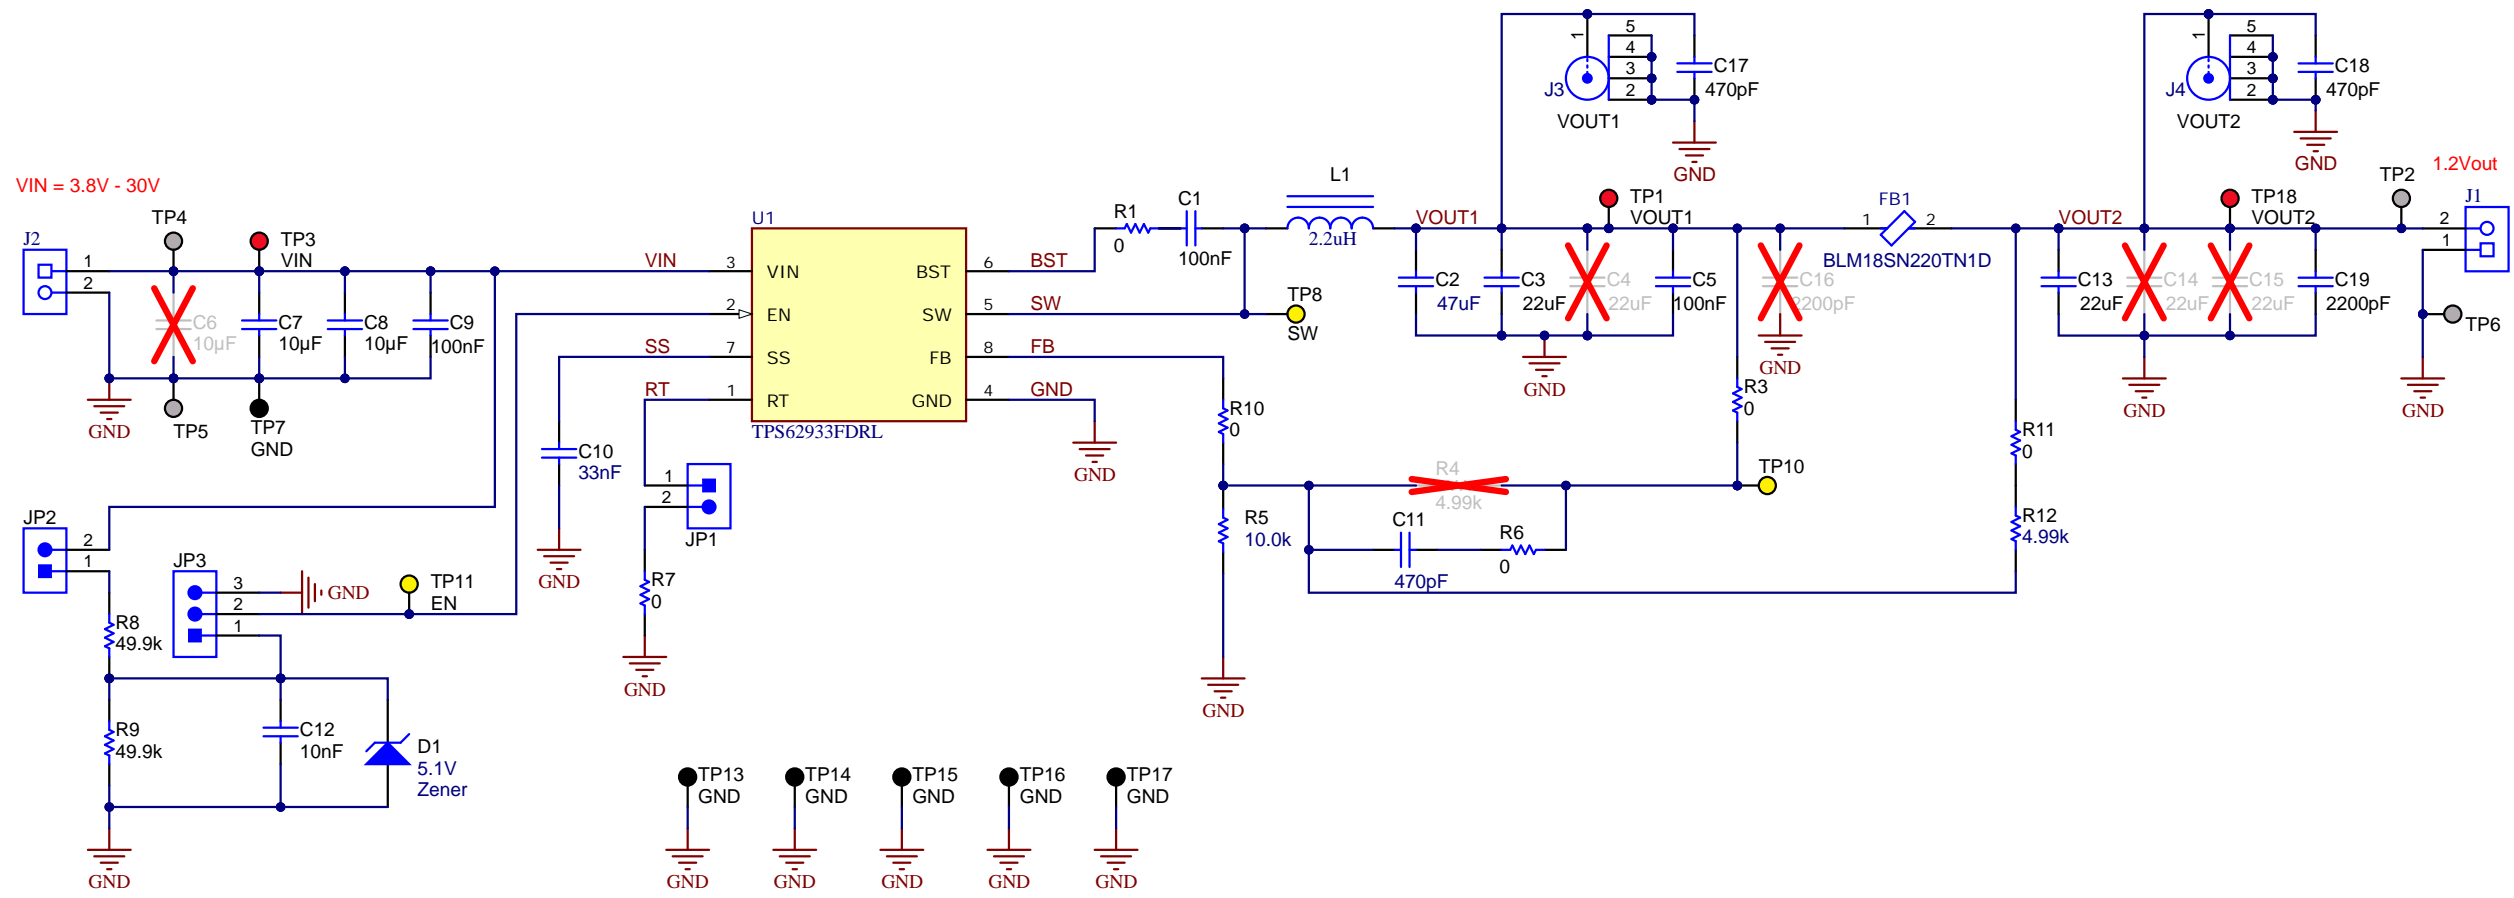 VIN = 3.8V - 30V
J2
1
2
TP4
TP3
VIN
C6
10µF
C7
10µF
C8
10µF
C9
100nF
GND
TP5
TP7
GND
JP2
2
1
R8
49.9k
R9
49.9k
GND
JP3
3
2
1
GND
TP11
EN
C12
10nF
D1
5.1V
Zener
VIN
SS
RT
3
2
7
1
U1
VIN
EN
SS
RT
BST
SW
FB
GND
TPS62933FDRL
6
5
8
4
BST
SW
FB
GND
GND
C10
33nF
GND
1
2
JP1
R7
0
GND
R1
0
C1
100nF
TP8
SW
L1
2.2uH
R10
0
R5
10.0k
GND
R4
4.99k
C11
470pF
R6
0
TP10
R3
0
VOUT1
C2
47uF
C3
22uF
C4
22uF
C5
100nF
GND
TP1
VOUT1
C16
2200pF
GND
1
5
4
3
2
J3
VOUT1
C17
470pF
GND
FB1
1
2
BLM18SN220TN1D
R11
0
R12
4.99k
VOUT2
C13
22uF
C14
22uF
C15
22uF
C19
2200pF
GND
TP18
VOUT2
1
5
4
3
2
J4
VOUT2
C18
470pF
GND
1.2Vout
TP2
J1
2
1
TP6
GND
TP13
GND
GND
TP14
GND
GND
TP15
GND
GND
TP16
GND
GND
TP17
GND
GND